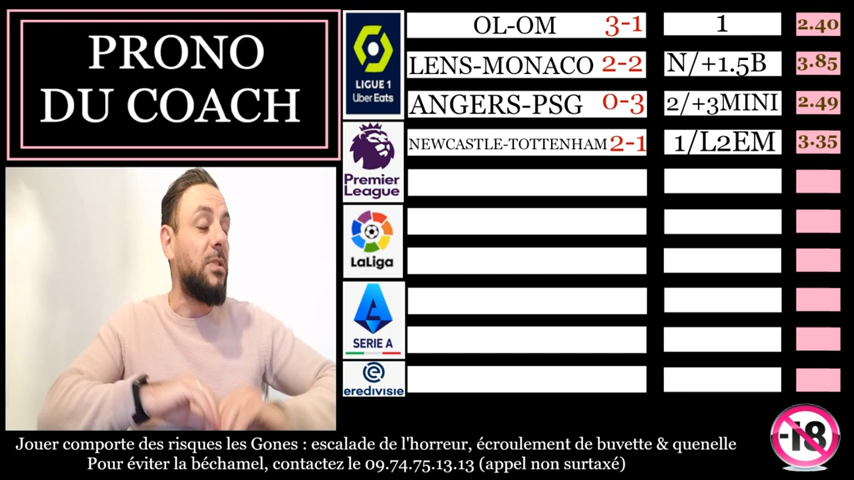 PRONO
DU COACH
LIGUE 1
Uber Eats
OL-OM 3-1 1 2.40
LENS-MONACO 2-2 N/+1.5B 3.85
ANGERS-PSG 0-3 2/+3MINI 2.49
NEWCASTLE-TOTTENHAM 2-1 1/L2EM 3.35
Premier
League
LaLiga
SERIE A
eREDIVISIE
-18
Jouer comporte des risques les Gones : escalade de l'horreur, écroulement de buvette & quenelle
Pour éviter la béchamel, contactez le 09.74.75.13.13 (appel non surtaxé)